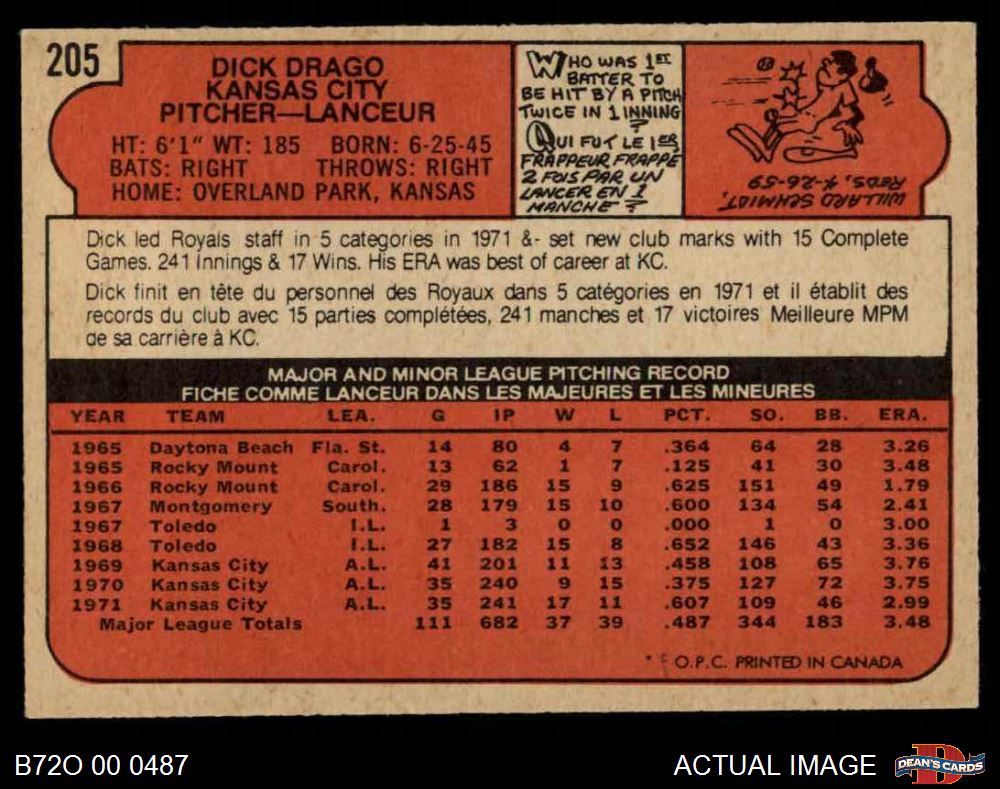 205
DICK DRAGO
KANSAS CITY
PITCHER—LANCEUR
HT: 6'1" WT: 185 BORN: 6-25-45
BATS: RIGHT THROWS: RIGHT
HOME: OVERLAND PARK, KANSAS
WHO WAS 1ST
BATTER TO
BE HIT BY A PITCH
TWICE IN 1 INNING
?
QUI FUT LE 1ER
FRAPPEUR FRAPPÉ
2 FOIS PAR UN
LANCER EN 1
MANCHE ?
WILLARD SCHMIDT,
REDS, 4-26-59.
Dick led Royals staff in 5 categories in 1971 &- set new club marks with 15 Complete
Games. 241 Innings & 17 Wins. His ERA was best of career at KC.
Dick finit en tête du personnel des Royaux dans 5 catégories en 1971 et il établit des
records du club avec 15 parties complétées, 241 manches et 17 victoires Meilleure MPM
de sa carrière à KC.
MAJOR AND MINOR LEAGUE PITCHING RECORD
FICHE COMME LANCEUR DANS LES MAJEURES ET LES MINEURES
YEAR TEAM LEA. G IP W L PCT. SO. BB. ERA.
1965 Daytona Beach Fla. St. 14 80 4 7 .364 64 28 3.26
1965 Rocky Mount Carol. 13 62 1 7 .125 41 30 3.48
1966 Rocky Mount Carol. 29 186 15 9 .625 151 49 1.79
1967 Montgomery South. 28 179 15 10 .600 134 54 2.41
1967 Toledo I.L. 1 3 0 0 .000 1 0 3.00
1968 Toledo I.L. 27 182 15 8 .652 146 43 3.36
1969 Kansas City A.L. 41 201 11 13 .458 108 65 3.76
1970 Kansas City A.L. 35 240 9 15 .375 127 72 3.75
1971 Kansas City A.L. 35 241 17 11 .607 109 46 2.99
Major League Totals 111 682 37 39 .487 344 183 3.48
* © O.P.C. PRINTED IN CANADA
B72O 00 0487
ACTUAL IMAGE
DEAN'S CARDS